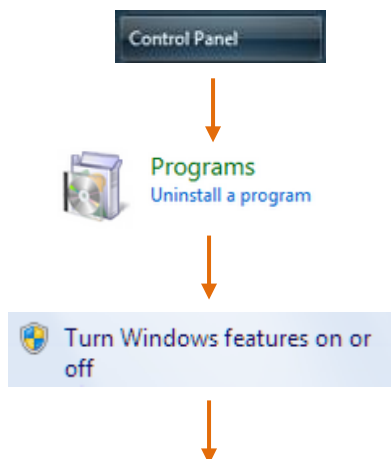 Control Panel
Programs
Uninstall a program
Turn Windows features on or
off